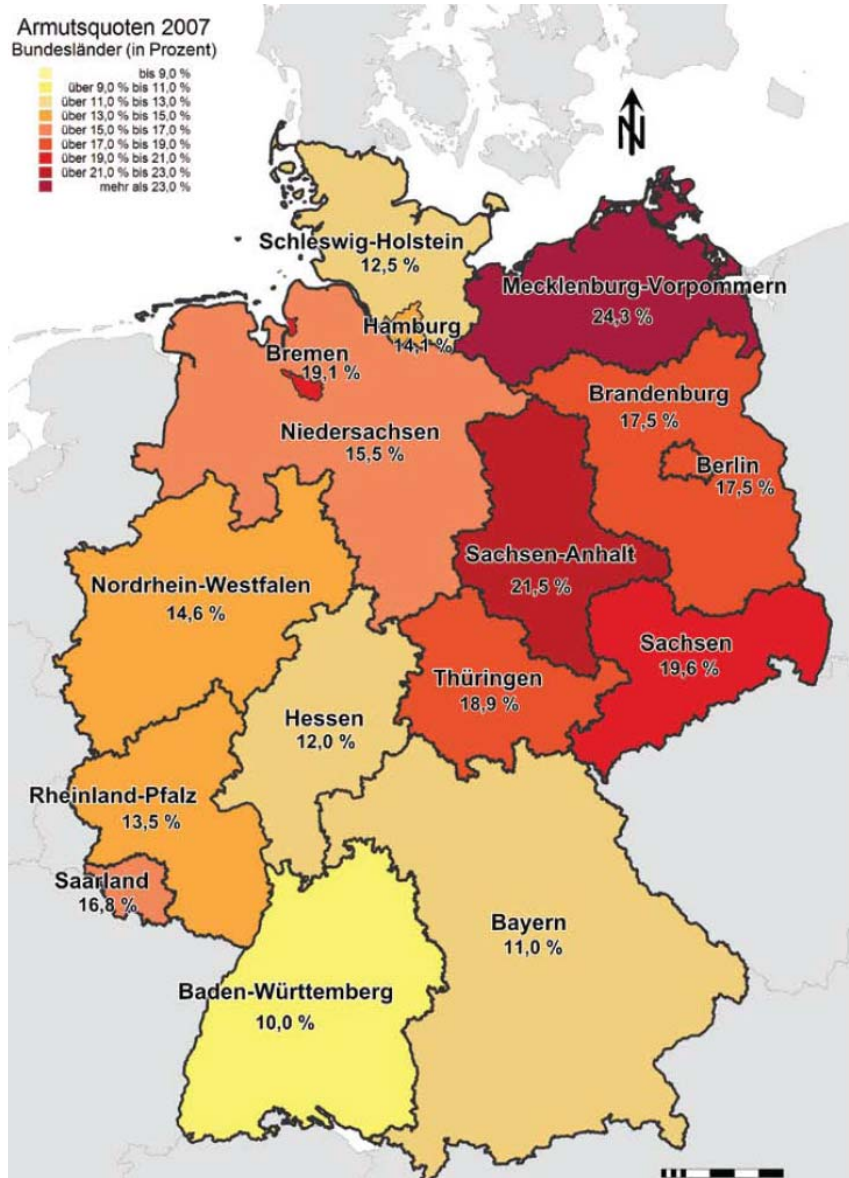 Armutsquoten 2007
Bundesländer (in Prozent)
bis 9,0 %
über 9,0 % bis 11,0 %
über 11,0 % bis 13,0 %
über 13,0 % bis 15,0 %
über 15,0 % bis 17,0 %
über 17,0 % bis 19,0 %
über 19,0 % bis 21,0 %
über 21,0 % bis 23,0 %
mehr als 23,0 %
N
Schleswig-Holstein
12,5 %
Mecklenburg-Vorpommern
24,3 %
Hamburg
14,1 %
Bremen
19,1 %
Brandenburg
17,5 %
Niedersachsen
15,5 %
Berlin
17,5 %
Sachsen-Anhalt
21,5 %
Nordrhein-Westfalen
14,6 %
Sachsen
19,6 %
Thüringen
18,9 %
Hessen
12,0 %
Rheinland-Pfalz
13,5 %
Saarland
16,8 %
Bayern
11,0 %
Baden-Württemberg
10,0 %